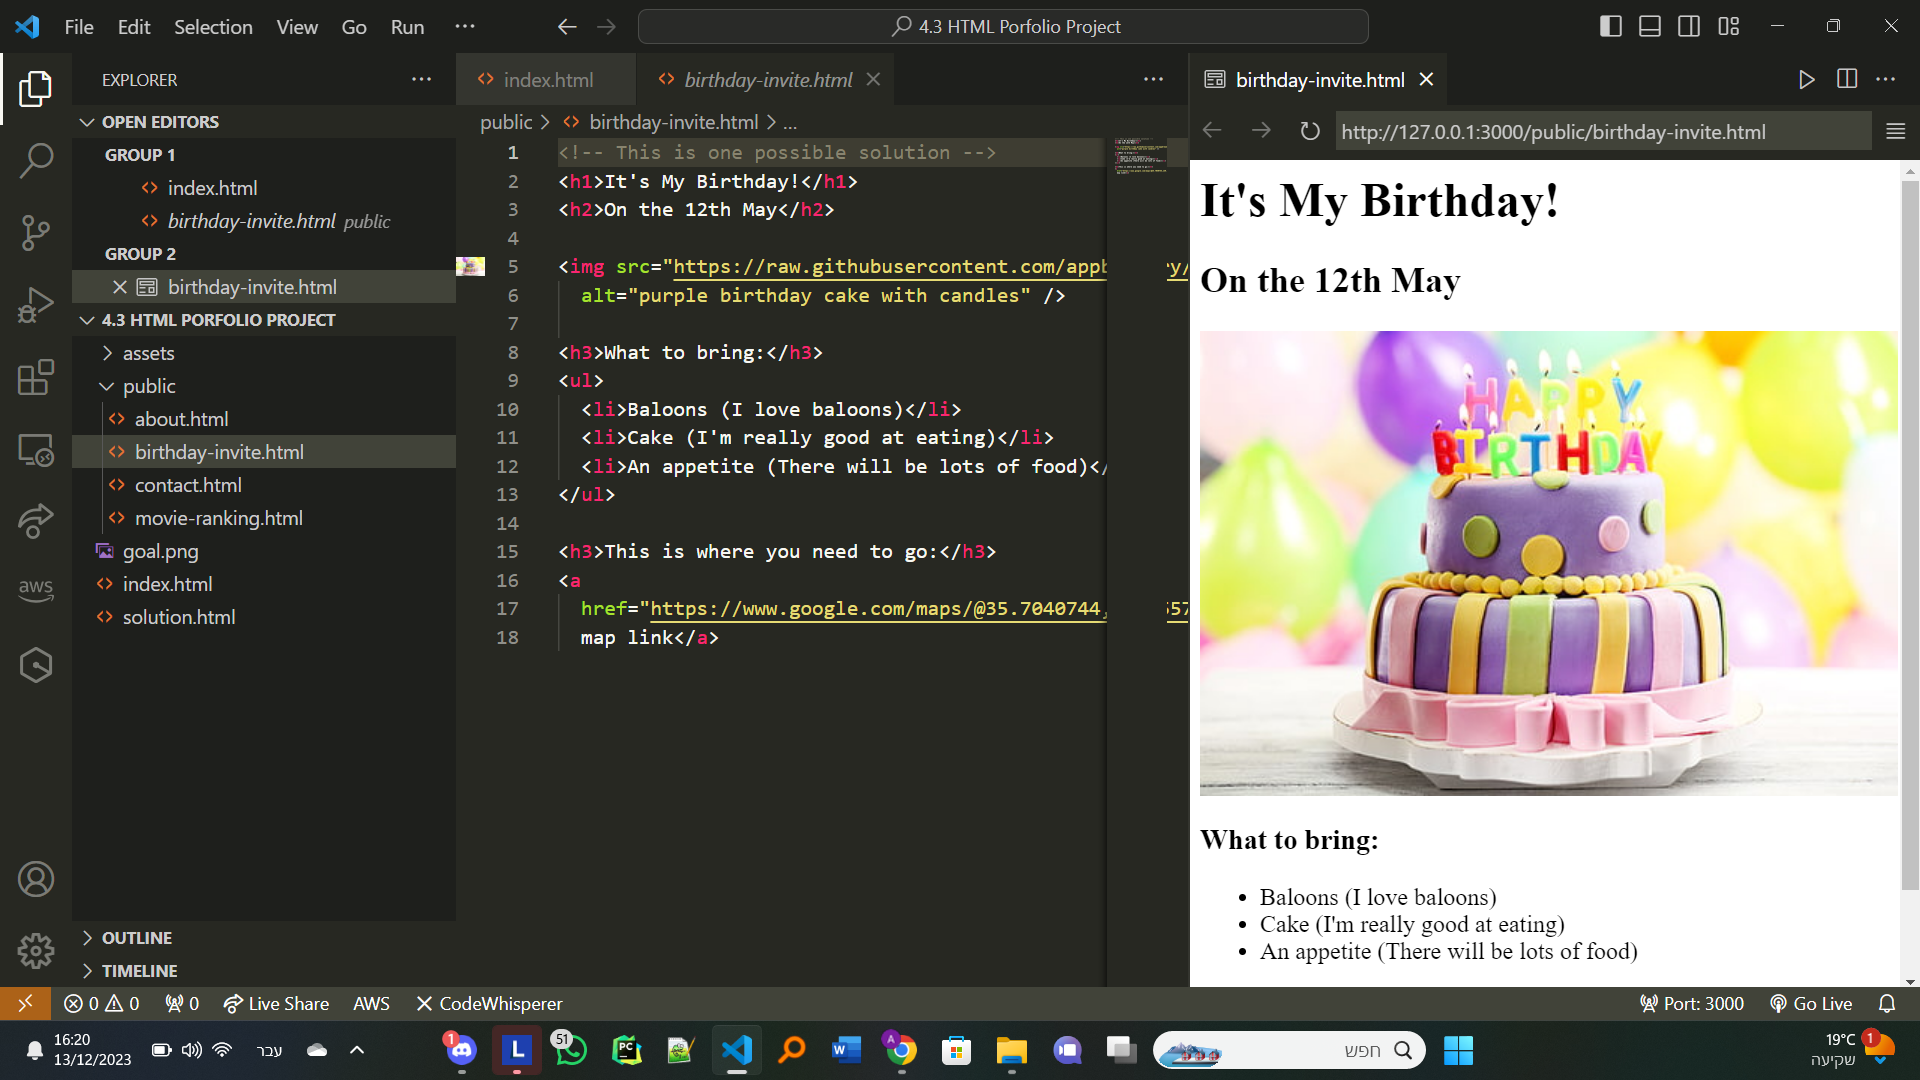 File Edit Selection View Go Run ...
4.3 HTML Porfolio Project
EXPLORER
OPEN EDITORS
GROUP 1
index.html
birthday-invite.html public
GROUP 2
birthday-invite.html
4.3 HTML PORFOLIO PROJECT
assets
public
about.html
birthday-invite.html
contact.html
movie-ranking.html
goal.png
index.html
solution.html
OUTLINE
TIMELINE
aws
index.html
birthday-invite.html
public > birthday-invite.html > ...
1 <!-- This is one possible solution -->
2 <h1>It's My Birthday!</h1>
3 <h2>On the 12th May</h2>
4
5 <img src="https://raw.githubusercontent.com/appb
6 alt="purple birthday cake with candles" />
7
8 <h3>What to bring:</h3>
9 <ul>
10 <li>Baloons (I love baloons)</li>
11 <li>Cake (I'm really good at eating)</li>
12 <li>An appetite (There will be lots of food)</
13 </ul>
14
15 <h3>This is where you need to go:</h3>
16 <a
17 href="https://www.google.com/maps/@35.7040744,
18 map link</a>
birthday-invite.html
http://127.0.0.1:3000/public/birthday-invite.html
It's My Birthday!
On the 12th May
HAPPY
BIRTHDAY
What to bring:
Baloons (I love baloons)
Cake (I'm really good at eating)
An appetite (There will be lots of food)
0 0 0 Live Share AWS CodeWhisperer
Port: 3000 Go Live
16:20
13/12/2023
עבר
1
L
51
PC
W
A
חפש
19°C
שקיעה
1